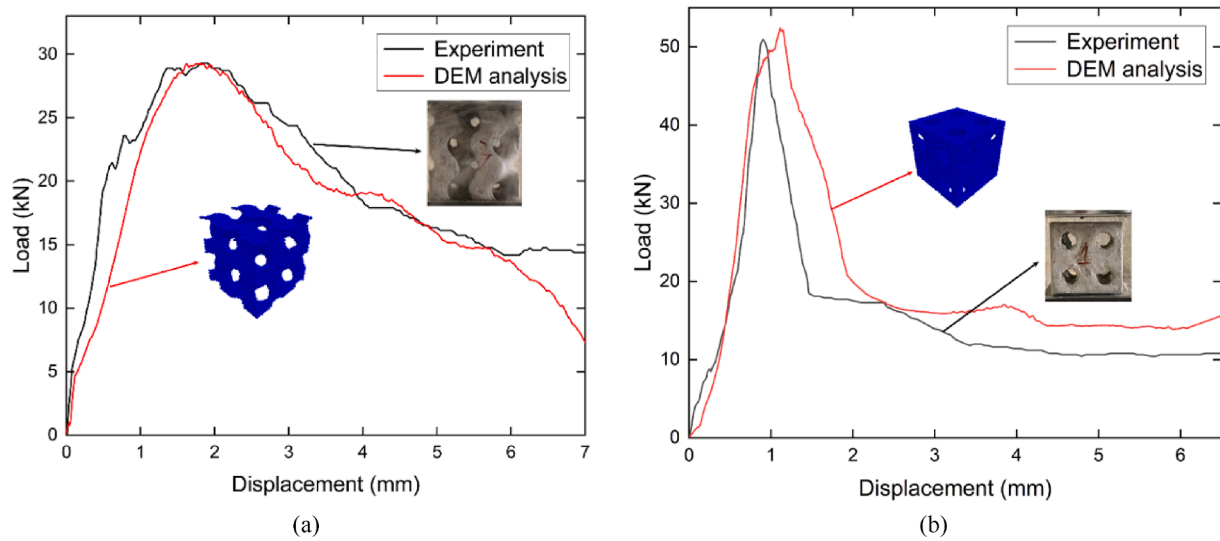 (a)
Experiment
DEM analysis
30
25
20
15
10
5
0
Load (kN)
0 1 2 3 4 5 6 7
Displacement (mm)
(a)
(b)
Experiment
DEM analysis
50
40
30
20
10
0
Load (kN)
0 1 2 3 4 5 6
Displacement (mm)
(b)